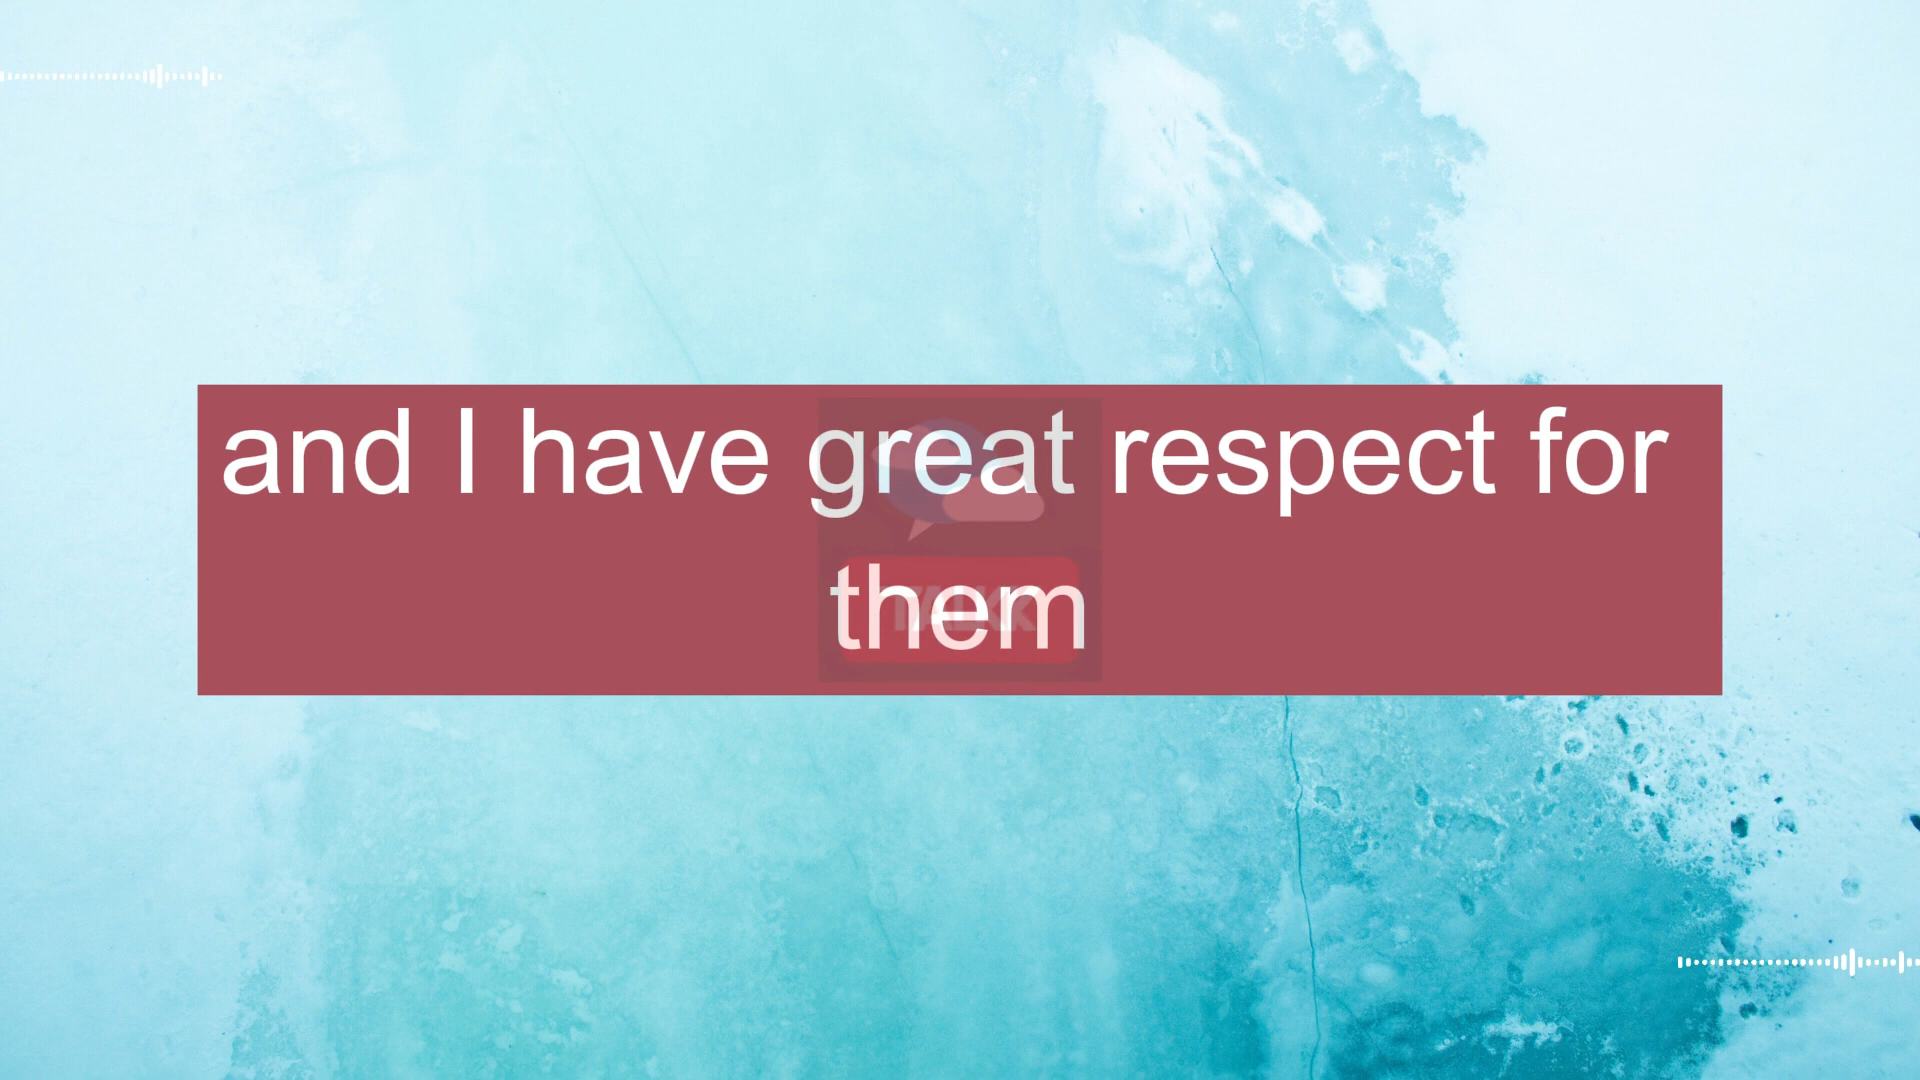 and I have great respect for
them